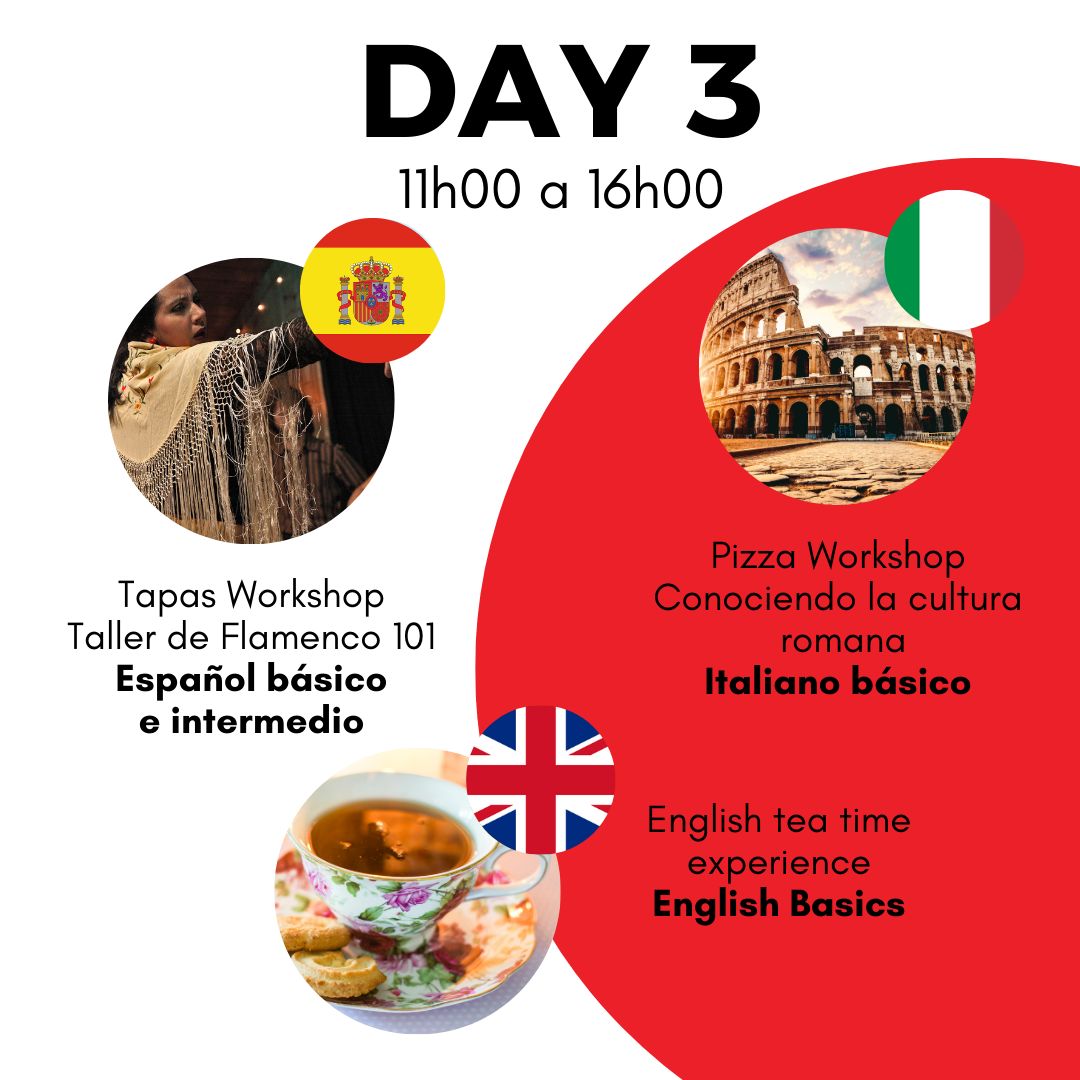 DAY 3
11h00 a 16h00
Tapas Workshop
Taller de Flamenco 101
Español básico
e intermedio
Pizza Workshop
Conociendo la cultura
romana
Italiano básico
English tea time
experience
English Basics